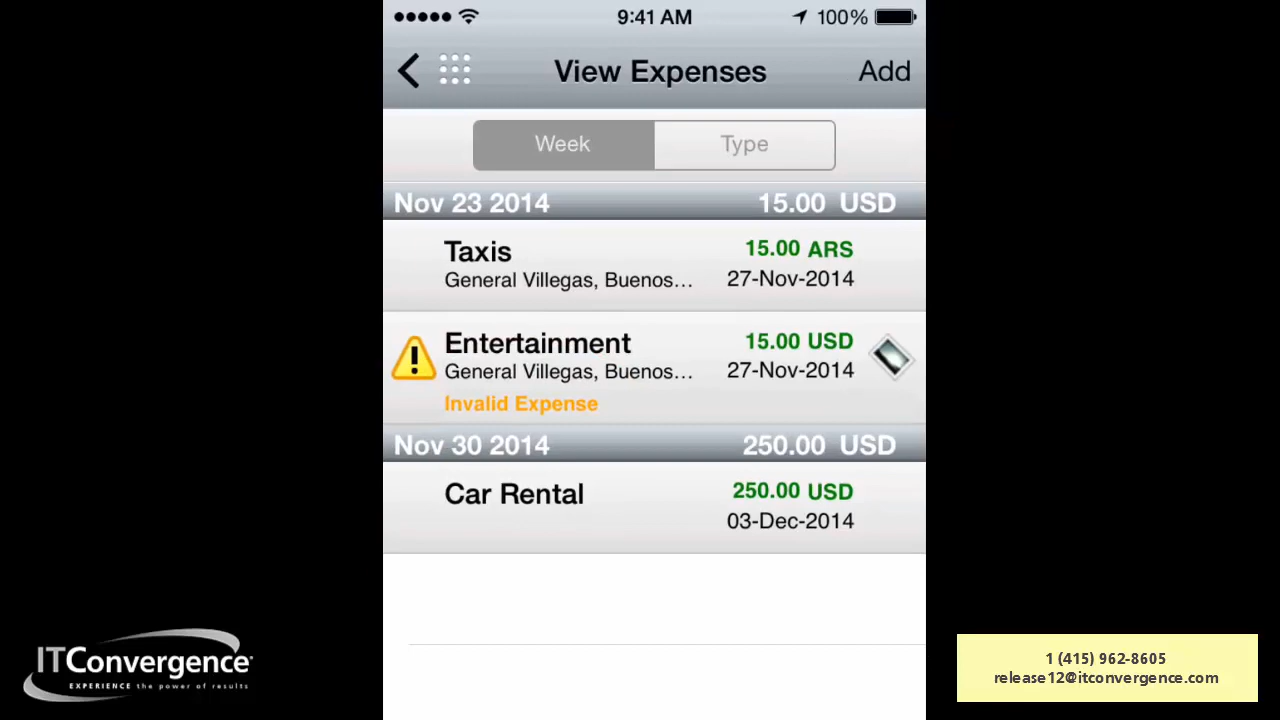 9:41 AM
100%
View Expenses
Add
Week
Type
Nov 23 2014 15.00 USD
Taxis 15.00 ARS
General Villegas, Buenos... 27-Nov-2014
Entertainment 15.00 USD
General Villegas, Buenos... 27-Nov-2014
Invalid Expense
Nov 30 2014 250.00 USD
Car Rental 250.00 USD
03-Dec-2014
ITConvergence
EXPERIENCE the power of results
1 (415) 962-8605
release12@itconvergence.com